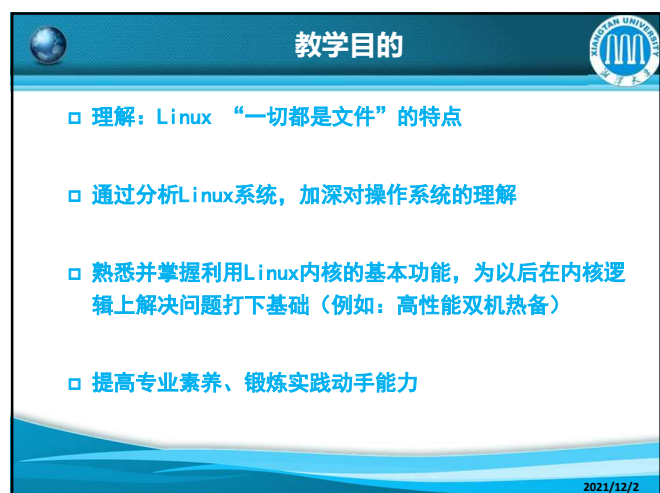 教学目的
XIANGTAN UNIVERSITY
理解：Linux “一切都是文件”的特点
通过分析Linux系统，加深对操作系统的理解
熟悉并掌握利用Linux内核的基本功能，为以后在内核逻
辑上解决问题打下基础（例如：高性能双机热备）
提高专业素养、锻炼实践动手能力
2021/12/2